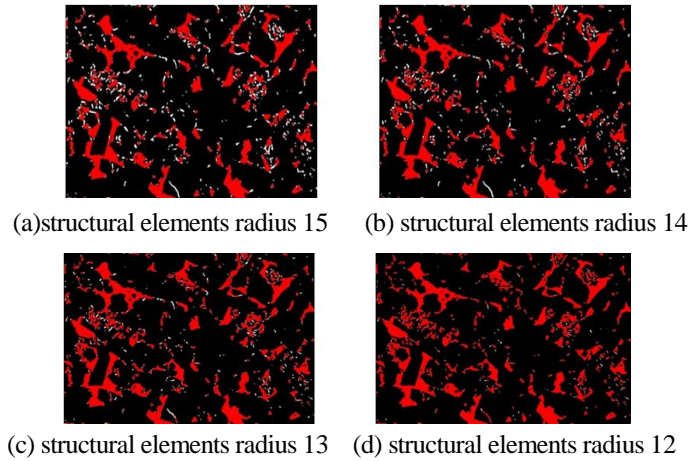 (a)structural elements radius 15
(b) structural elements radius 14
(c) structural elements radius 13
(d) structural elements radius 12